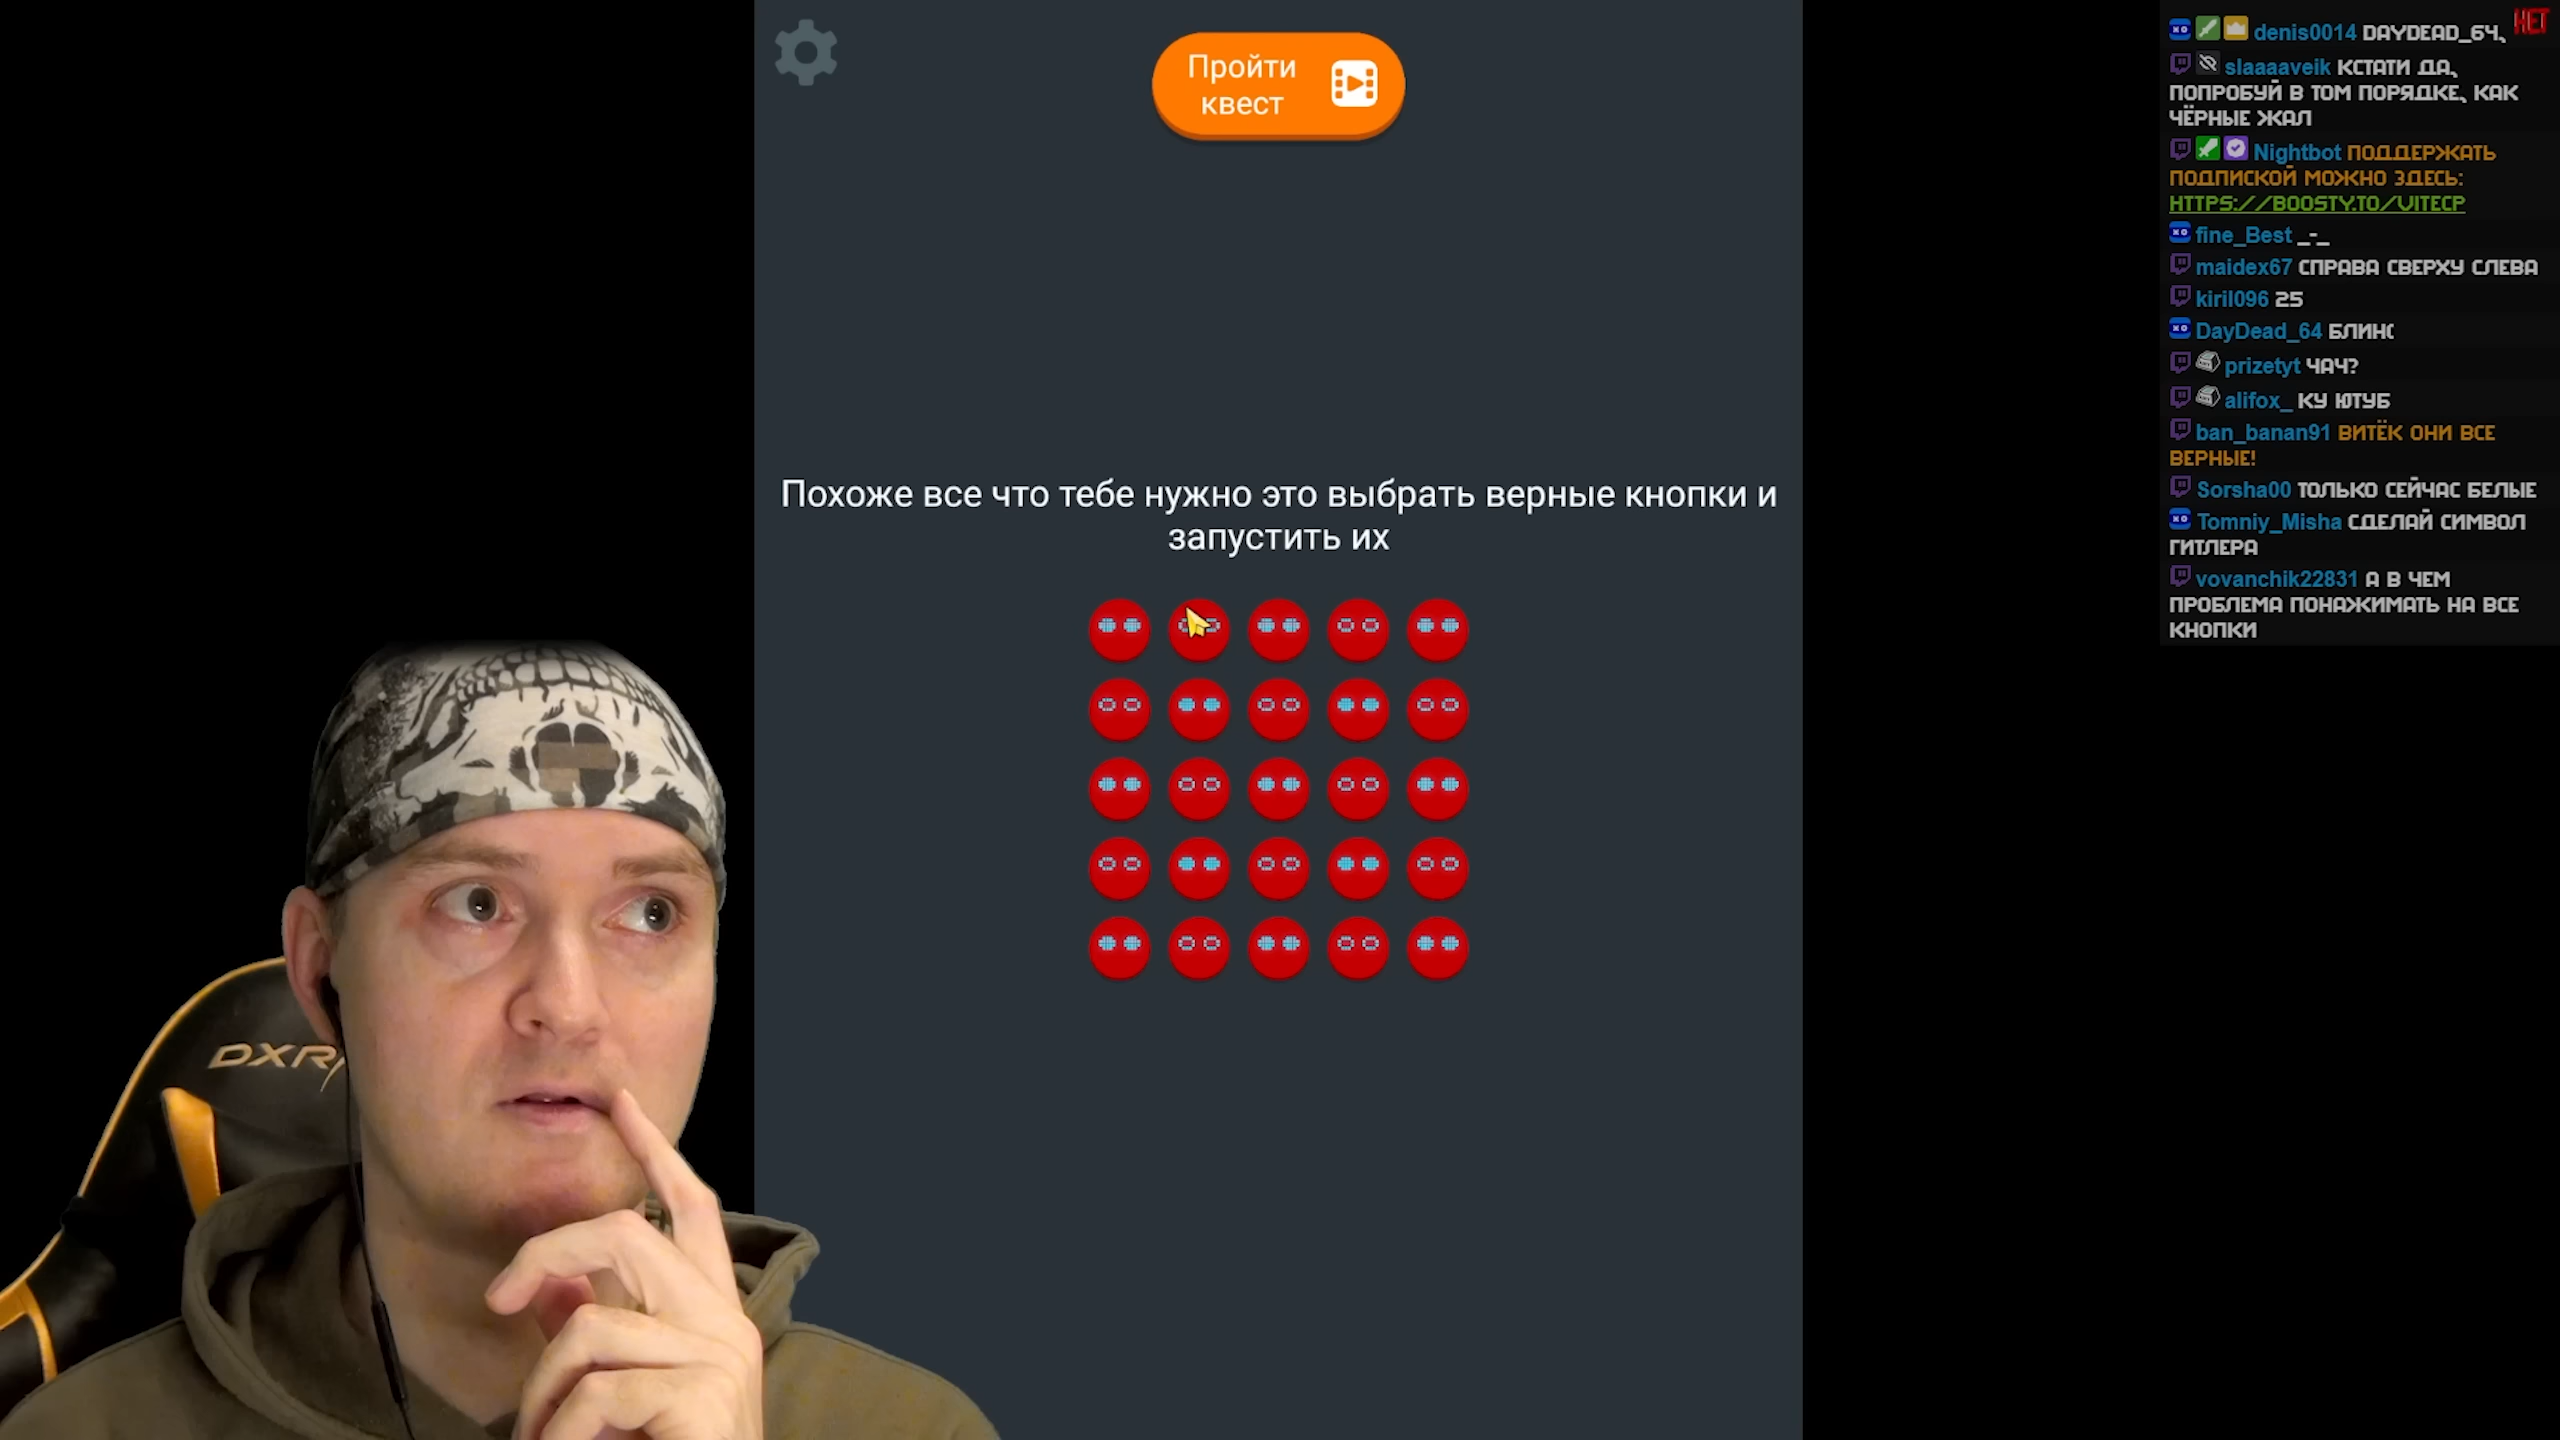 Пройти
квест
Похоже все что тебе нужно это выбрать верные кнопки и
запустить их
DXR
НЕТ
denis0014 DAYDEAD_64,
slaaaaveik КСТАТИ ДА,
ПОПРОБУЙ В ТОМ ПОРЯДКЕ, КАК
ЧЁРНЫЕ ЖАЛ
Nightbot ПОДДЕРЖАТЬ
ПОДПИСКОЙ МОЖНО ЗДЕСЬ:
HTTPS://BOOSTY.TO/VITECP
fine_Best _-_
maidex67 СПРАВА СВЕРХУ СЛЕВА
kiril096 25
DayDead_64 БЛИН(
prizetyt ЧАЧ?
alifox_ КУ ЮТУБ
ban_banan91 ВИТЁК ОНИ ВСЕ
ВЕРНЫЕ!
Sorsha00 ТОЛЬКО СЕЙЧАС БЕЛЫЕ
Tomniy_Misha СДЕЛАЙ СИМВОЛ
ГИТЛЕРА
vovanchik22831 А В ЧЕМ
ПРОБЛЕМА ПОНАЖИМАТЬ НА ВСЕ
КНОПКИ